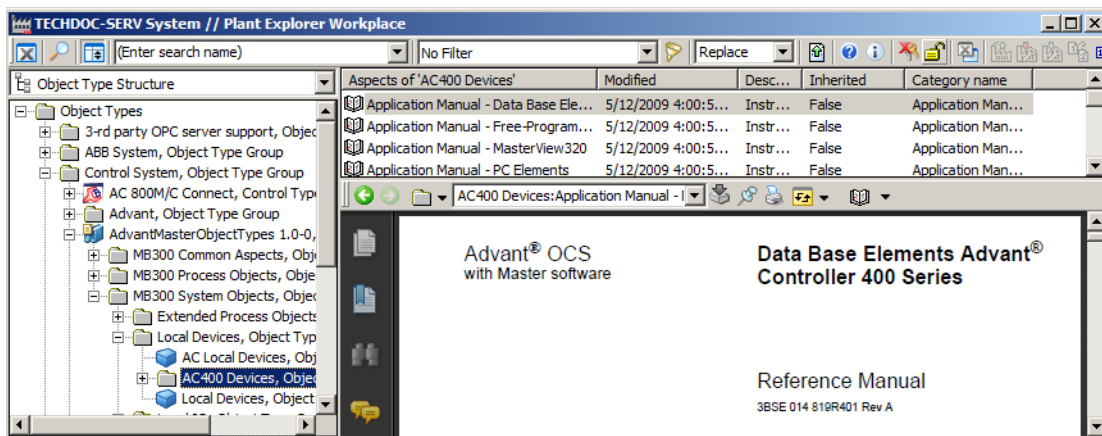 TECHDOC-SERV System // Plant Explorer Workplace
(Enter search name) No Filter Replace
Object Type Structure
Object Types
3-rd party OPC server support, Objec
ABB System, Object Type Group
Control System, Object Type Group
AC 800M/C Connect, Control Type
Advant, Object Type Group
AdvantMasterObjectTypes 1.0-0,
MB300 Common Aspects, Obje
MB300 Process Objects, Obje
MB300 System Objects, Objec
Extended Process Objects
Local Devices, Object Typ
AC Local Devices, Obj
AC400 Devices, Objec
Local Devices, Object
Aspects of 'AC400 Devices' Modified Desc... Inherited Category name
Application Manual - Data Base Ele... 5/12/2009 4:00:5... Instr... False Application Man...
Application Manual - Free-Program... 5/12/2009 4:00:5... Instr... False Application Man...
Application Manual - MasterView320 5/12/2009 4:00:5... Instr... False Application Man...
Application Manual - PC Elements 5/12/2009 4:00:5... Instr... False Application Man...
AC400 Devices:Application Manual - I
Advant® OCS
with Master software
Data Base Elements Advant®
Controller 400 Series
Reference Manual
3BSE 014 819R401 Rev A